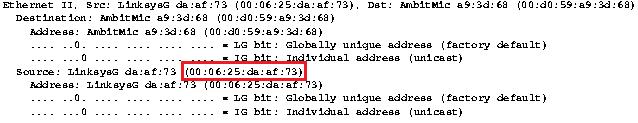 Ethernet II, Src: LinksysG da:af:73 (00:06:25:da:af:73), Dst: AmbitMic a9:3d:68 (00:d0:59:a9:3d:68)
Destination: AmbitMic a9:3d:68 (00:d0:59:a9:3d:68)
Address: AmbitMic a9:3d:68 (00:d0:59:a9:3d:68)
.... ..0. .... .... .... .... = LG bit: Globally unique address (factory default)
.... ...0 .... .... .... .... = IG bit: Individual address (unicast)
Source: LinksysG da:af:73 (00:06:25:da:af:73)
Address: LinksysG da:af:73 (00:06:25:da:af:73)
.... ..0. .... .... .... .... = LG bit: Globally unique address (factory default)
.... ...0 .... .... .... .... = IG bit: Individual address (unicast)